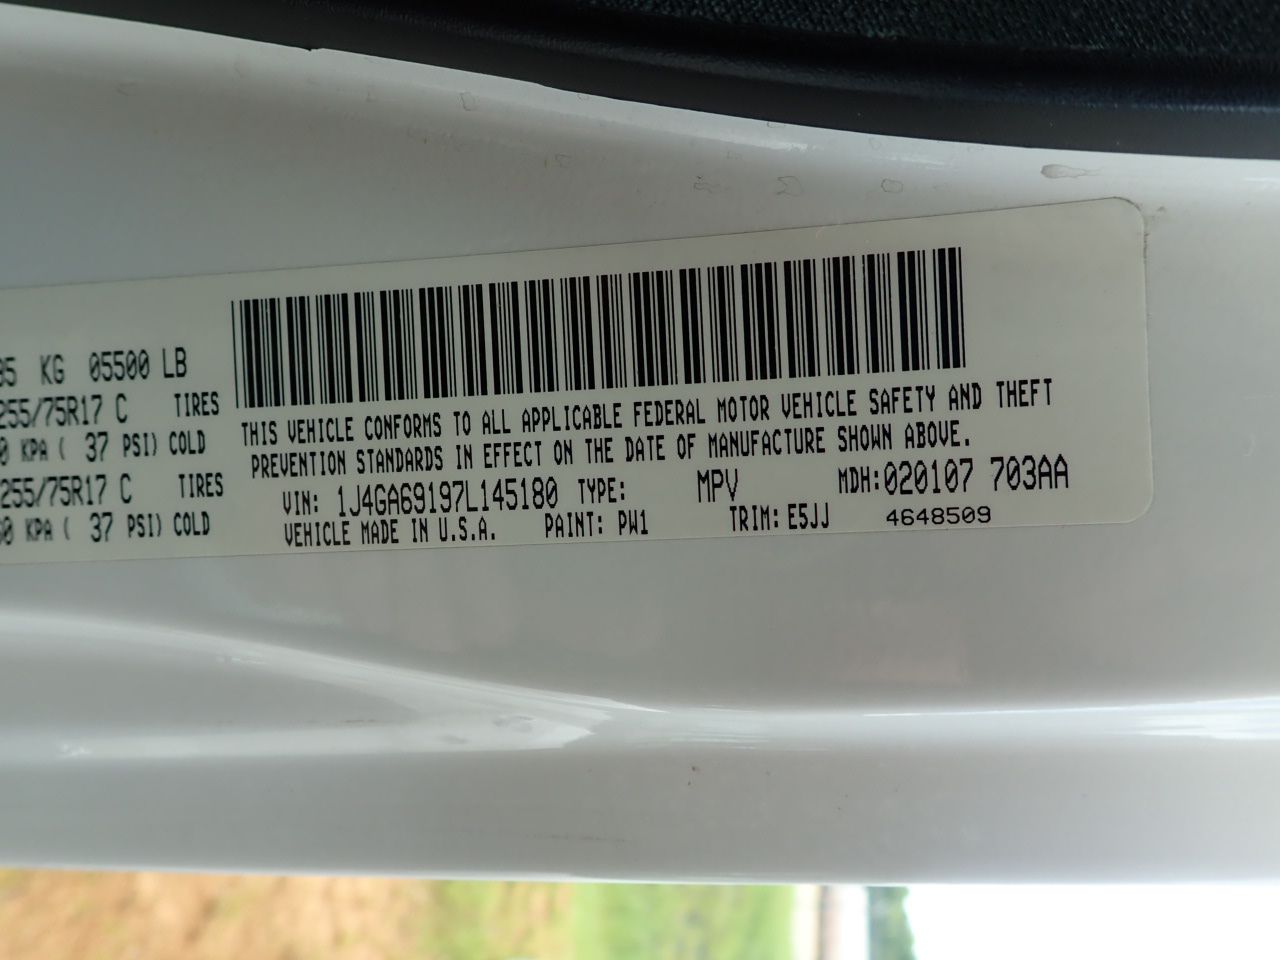 95 KG 05500 LB
255/75R17 C TIRES
0 KPA ( 37 PSI) COLD
255/75R17 C TIRES
60 KPA ( 37 PSI) COLD
THIS VEHICLE CONFORMS TO ALL APPLICABLE FEDERAL MOTOR VEHICLE SAFETY AND THEFT
PREVENTION STANDARDS IN EFFECT ON THE DATE OF MANUFACTURE SHOWN ABOVE.
VIN: 1J4GA69197L145180 TYPE: MPV MDH:020107 703AA
VEHICLE MADE IN U.S.A. PAINT: PW1 TRIM: E5JJ 4648509